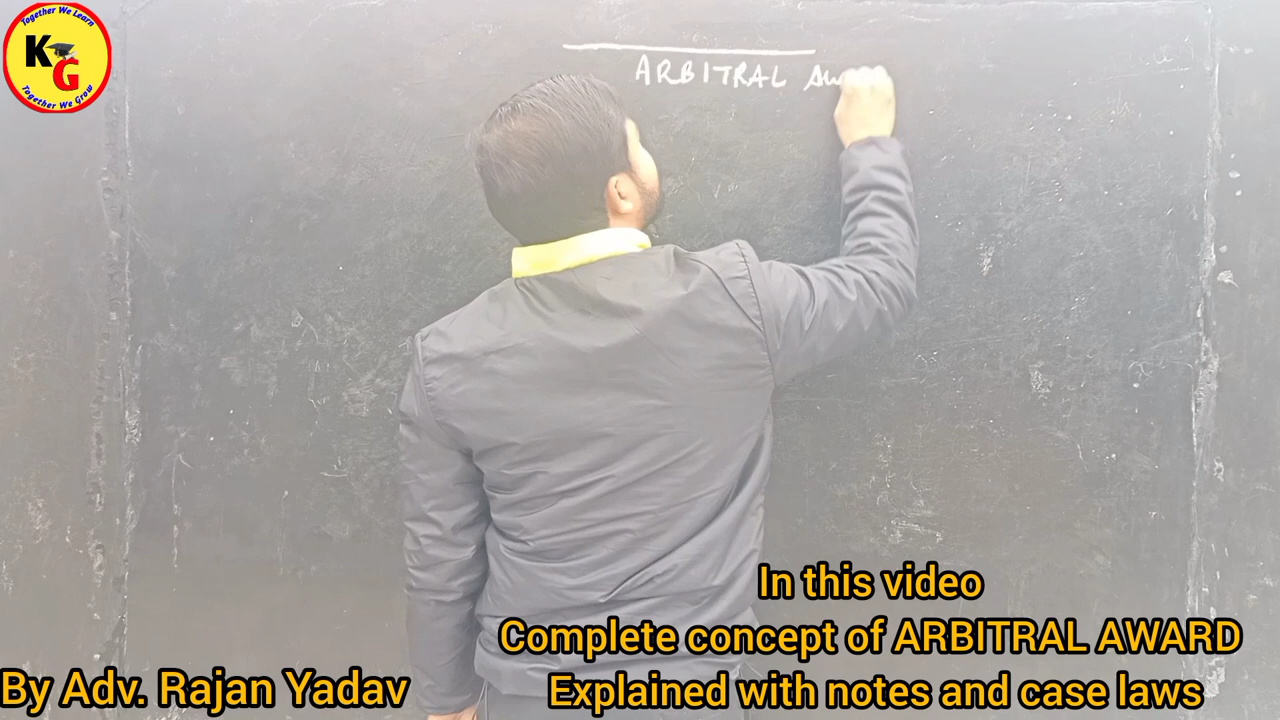 Together We Learn
KG
Together We Grow
ARBITRAL
In this video
Complete concept of ARBITRAL AWARD
Explained with notes and case laws
By Adv. Rajan Yadav